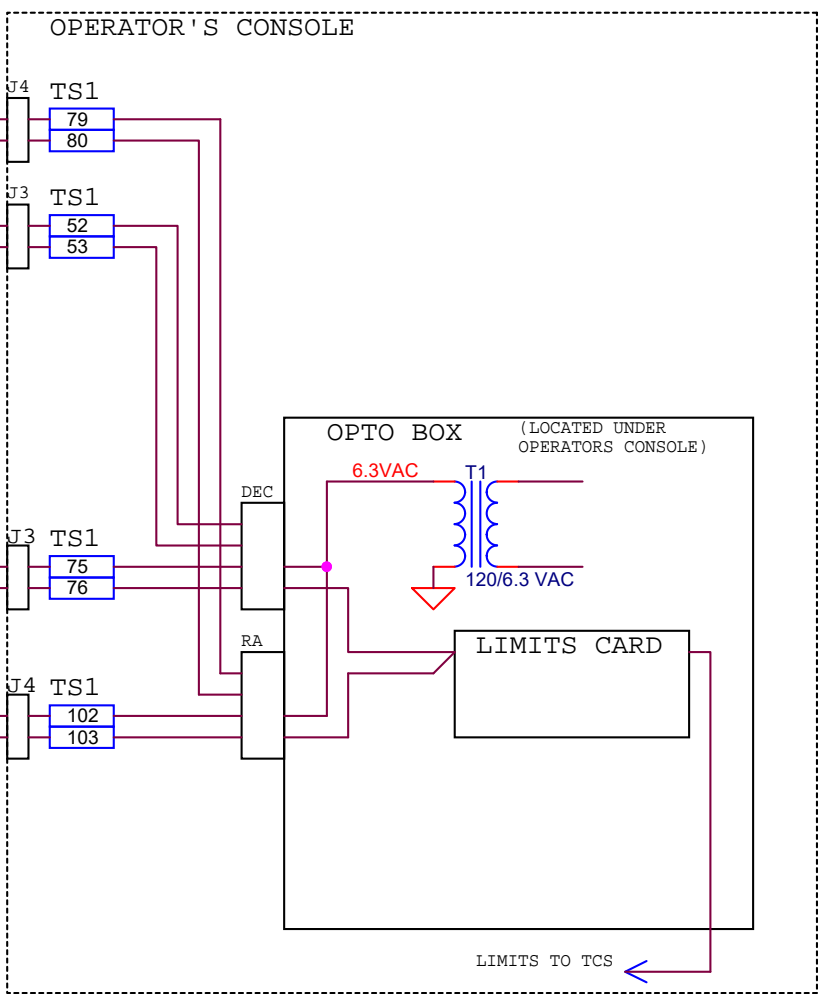 OPERATOR'S CONSOLE
J4 TS1
79
80
J3 TS1
52
53
OPTO BOX
(LOCATED UNDER
OPERATORS CONSOLE)
6.3VAC
T1
DEC
J3 TS1
75
76
120/6.3 VAC
RA
LIMITS CARD
J4 TS1
102
103
LIMITS TO TCS